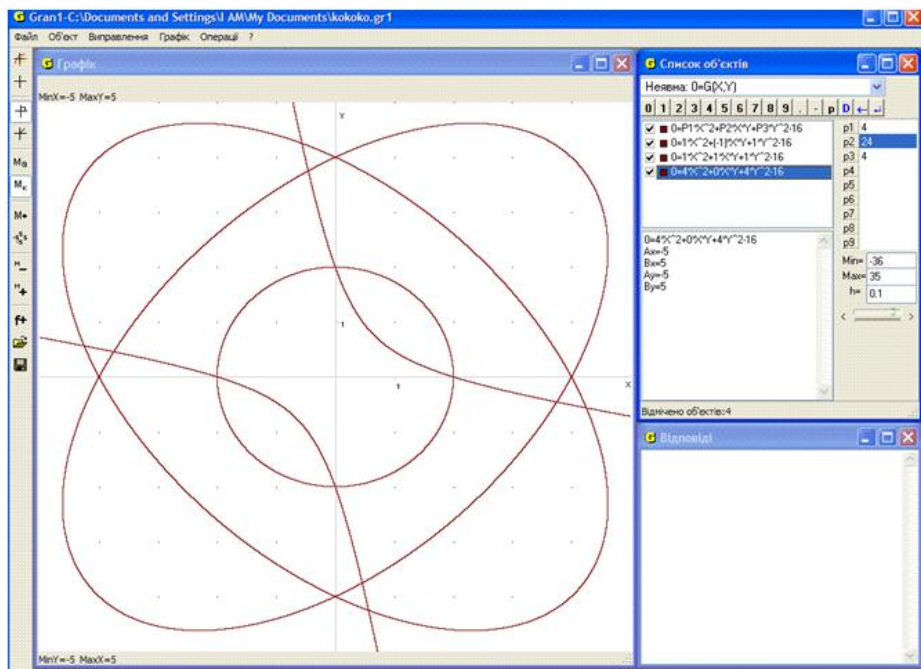 Gran1-C:\Documents and Settings\I AM\My Documents\kokoko.gr1
Файл Об'єкт Виправлення Графік Операції ?
Графік
MinX=-5 MaxY=5
Y
1
1
X
MinY=-5 MaxX=5
Список об'єктів
Неявна: 0=G(X,Y)
0 1 2 3 4 5 6 7 8 9 . - p D
0=P1*X^2+P2*X*Y+P3*Y^2-16
0=1*X^2+(-1)*X*Y+1*Y^2-16
0=1*X^2+1*X*Y+1*Y^2-16
0=4*X^2+0*X*Y+4*Y^2-16
p1 4
p2 24
p3 4
p4
p5
p6
p7
p8
p9
0=4*X^2+0*X*Y+4*Y^2-16
Ax=-5
Bx=5
Ay=-5
By=5
Min= -36
Max= 35
h= 0.1
Відмічено об'єктів:4
Відповіді